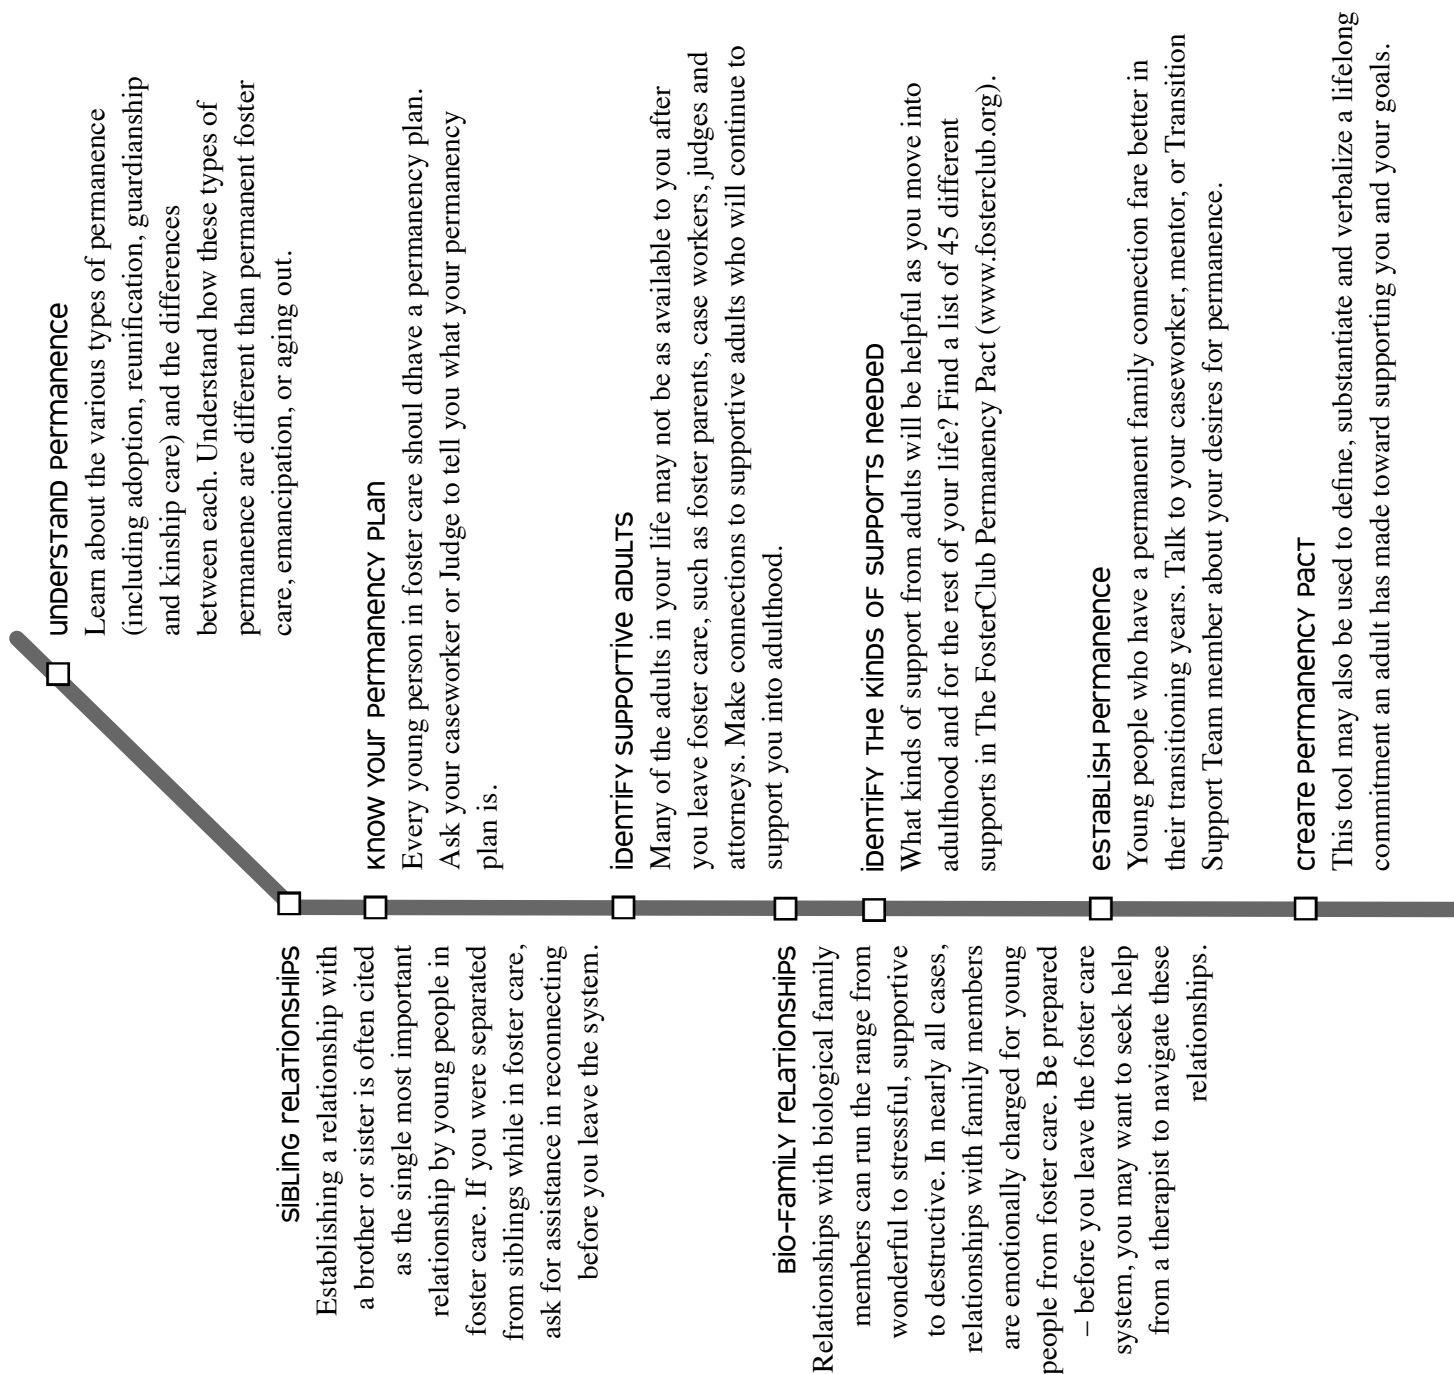 understand permanence
Learn about the various types of permanence
(including adoption, reunification, guardianship
and kinship care) and the differences
between each. Understand how these types of
permanance are different than permanent foster
care, emancipation, or aging out.
sibling relationships
Establishing a relationship with
a brother or sister is often cited
as the single most important
relationship by young people in
foster care. If you were separated
from siblings while in foster care,
ask for assistance in reconnecting
before you leave the system.
know your permanency plan
Every young person in foster care shoul dhave a permanency plan.
Ask your caseworker or Judge to tell you what your permanency
plan is.
identify supportive adults
Many of the adults in your life may not be as available to you after
you leave foster care, such as foster parents, case workers, judges and
attorneys. Make connections to supportive adults who will continue to
support you into adulthood.
bio-family relationships
Relationships with biological family
members can run the range from
wonderful to stressful, supportive
to destructive. In nearly all cases,
relationships with family members
are emotionally charged for young
people from foster care. Be prepared
– before you leave the foster care
system, you may want to seek help
from a therapist to navigate these
relationships.
identify the kinds of supports needed
What kinds of support from adults will be helpful as you move into
adulthood and for the rest of your life? Find a list of 45 different
supports in The FosterClub Permanency Pact (www.fosterclub.org).
establish permanence
Young people who have a permanent family connection fare better in
their transitioning years. Talk to your caseworker, mentor, or Transition
Support Team member about your desires for permanence.
create permanency pact
This tool may also be used to define, substantiate and verbalize a lifelong
commitment an adult has made toward supporting you and your goals.